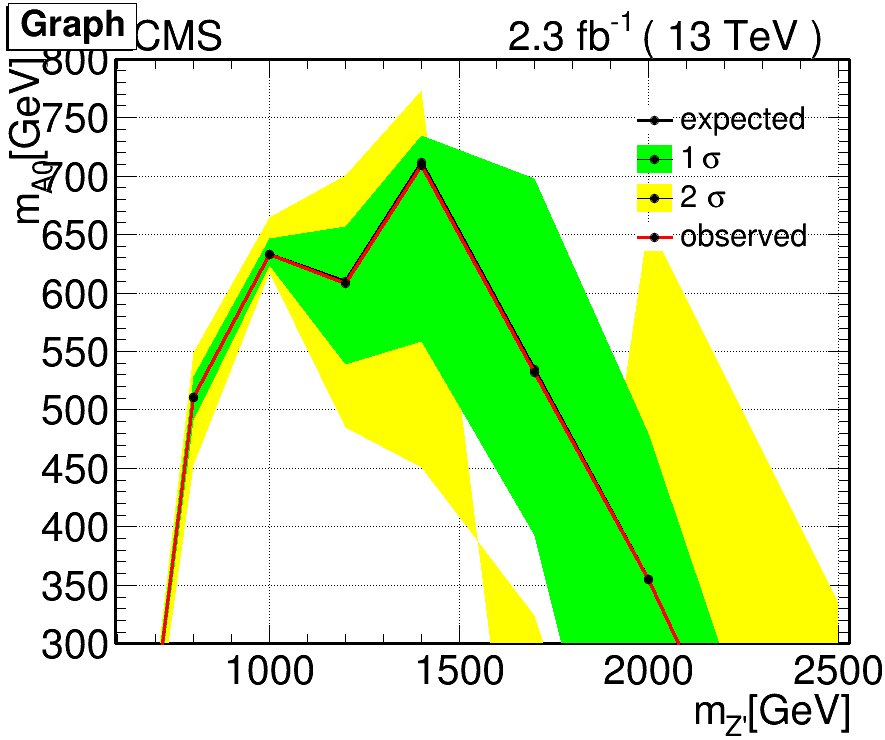 Graph
CMS
2.3 fb-1 ( 13 TeV )
mA0[GeV]
800
750
700
650
600
550
500
450
400
350
300
expected
1 σ
2 σ
observed
1000 1500 2000 2500
mZ'[GeV]